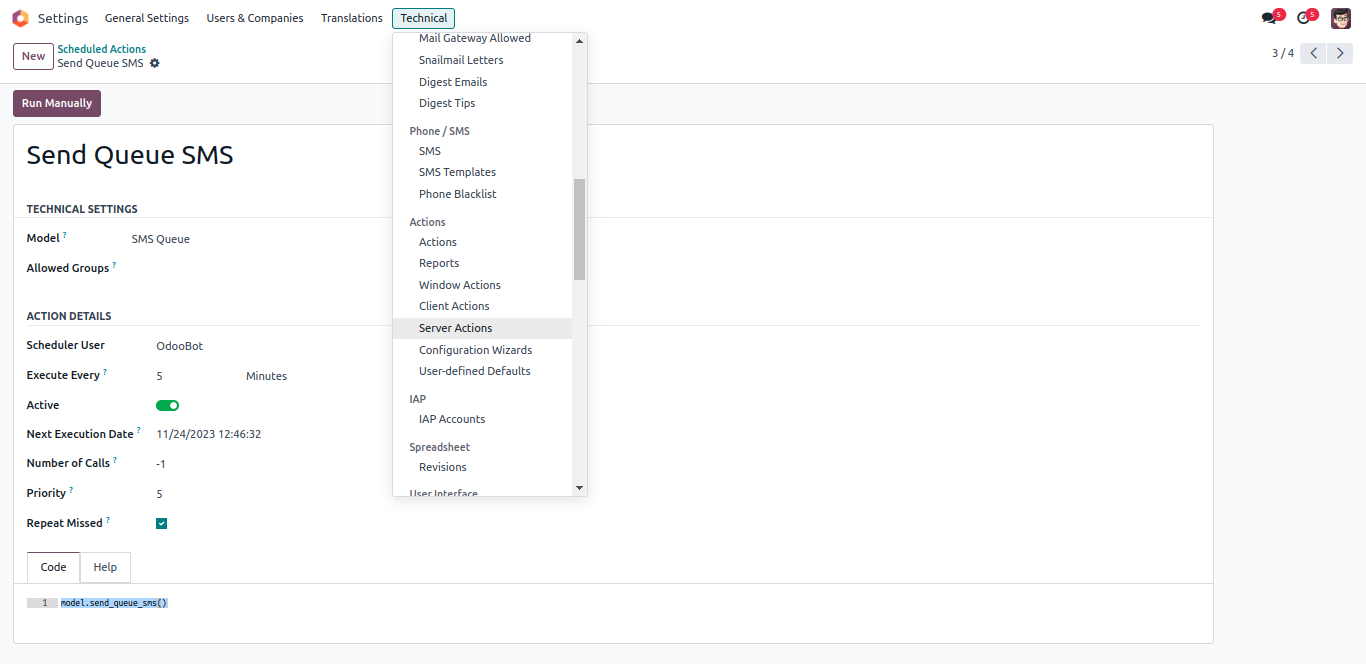 Settings General Settings Users & Companies Translations Technical 5 5
New Scheduled Actions
Send Queue SMS
3 / 4
Run Manually
Send Queue SMS
TECHNICAL SETTINGS
Model ? SMS Queue
Allowed Groups ?
ACTION DETAILS
Scheduler User OdooBot
Execute Every ? 5 Minutes
Active
Next Execution Date ? 11/24/2023 12:46:32
Number of Calls ? -1
Priority ? 5
Repeat Missed ?
Code Help
1 model.send_queue_sms()
Mail Gateway Allowed
Snailmail Letters
Digest Emails
Digest Tips
Phone / SMS
SMS
SMS Templates
Phone Blacklist
Actions
Actions
Reports
Window Actions
Client Actions
Server Actions
Configuration Wizards
User-defined Defaults
IAP
IAP Accounts
Spreadsheet
Revisions
User Interface